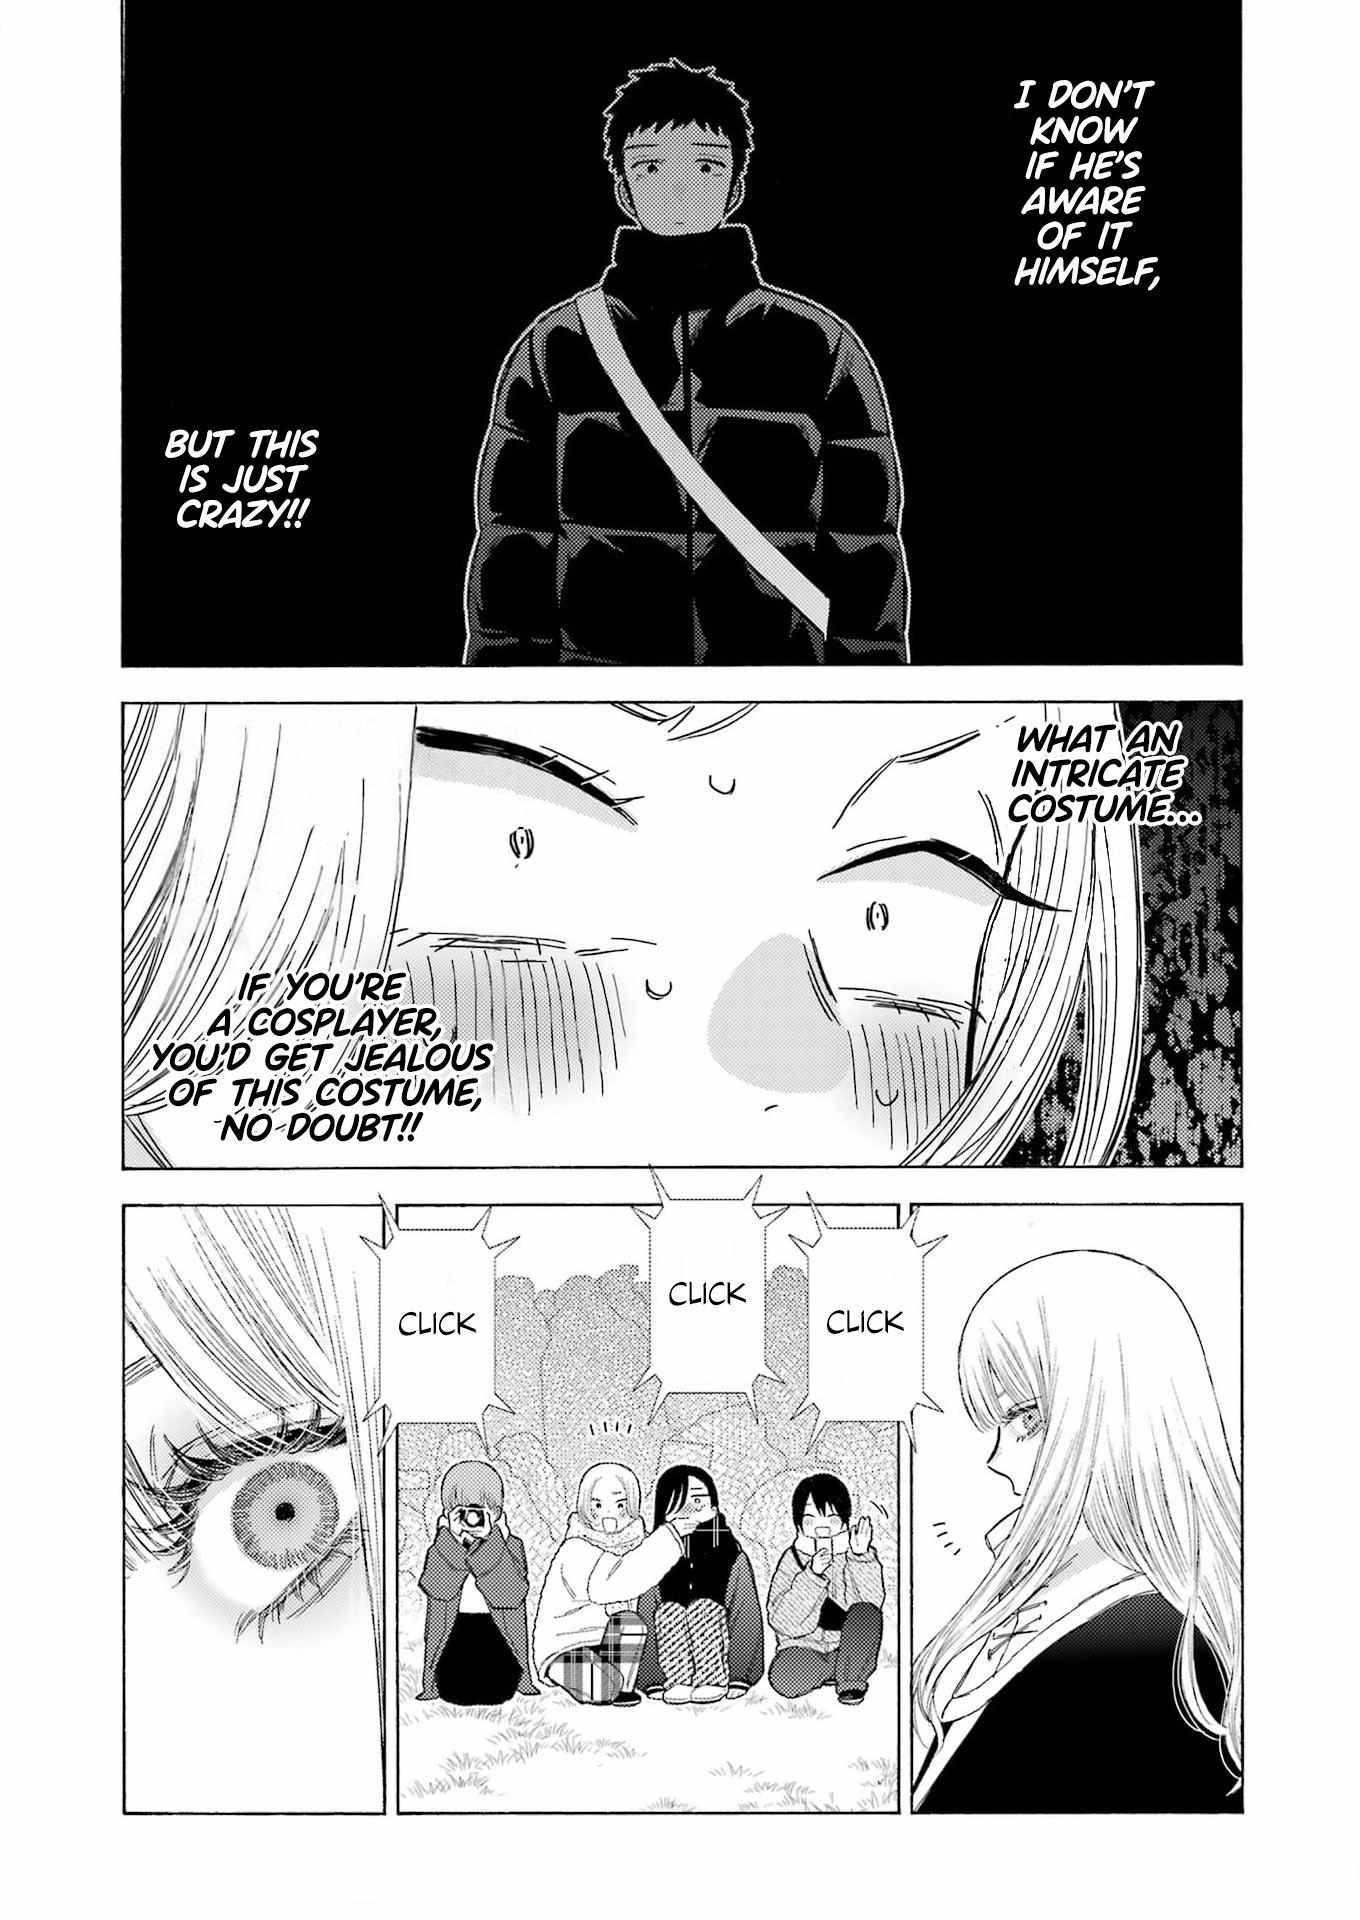 I DON'T
KNOW
IF HE'S
AWARE
OF IT
HIMSELF,
BUT THIS
IS JUST
CRAZY!!
WHAT AN
INTRICATE
COSTUME...
IF YOU'RE
A COSPLAYER,
YOU'D GET JEALOUS
OF THIS COSTUME,
NO DOUBT!!
CLICK
CLICK
CLICK